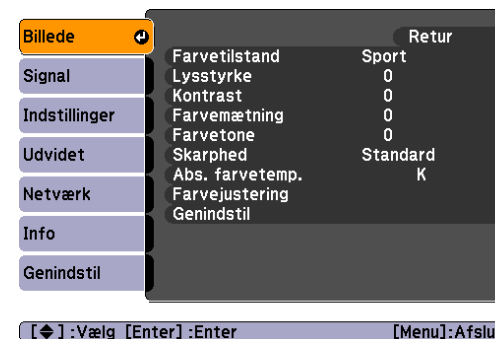 Billede
Signal
Indstillinger
Udvidet
Netværk
Info
Genindstil
Retur
Farvetilstand Sport
Lysstyrke 0
Kontrast 0
Farvemætning 0
Farvetone 0
Skarphed Standard
Abs. farvetemp. K
Farvejustering
Genindstil
[◆] :Vælg [Enter] :Enter [Menu]:Afslu